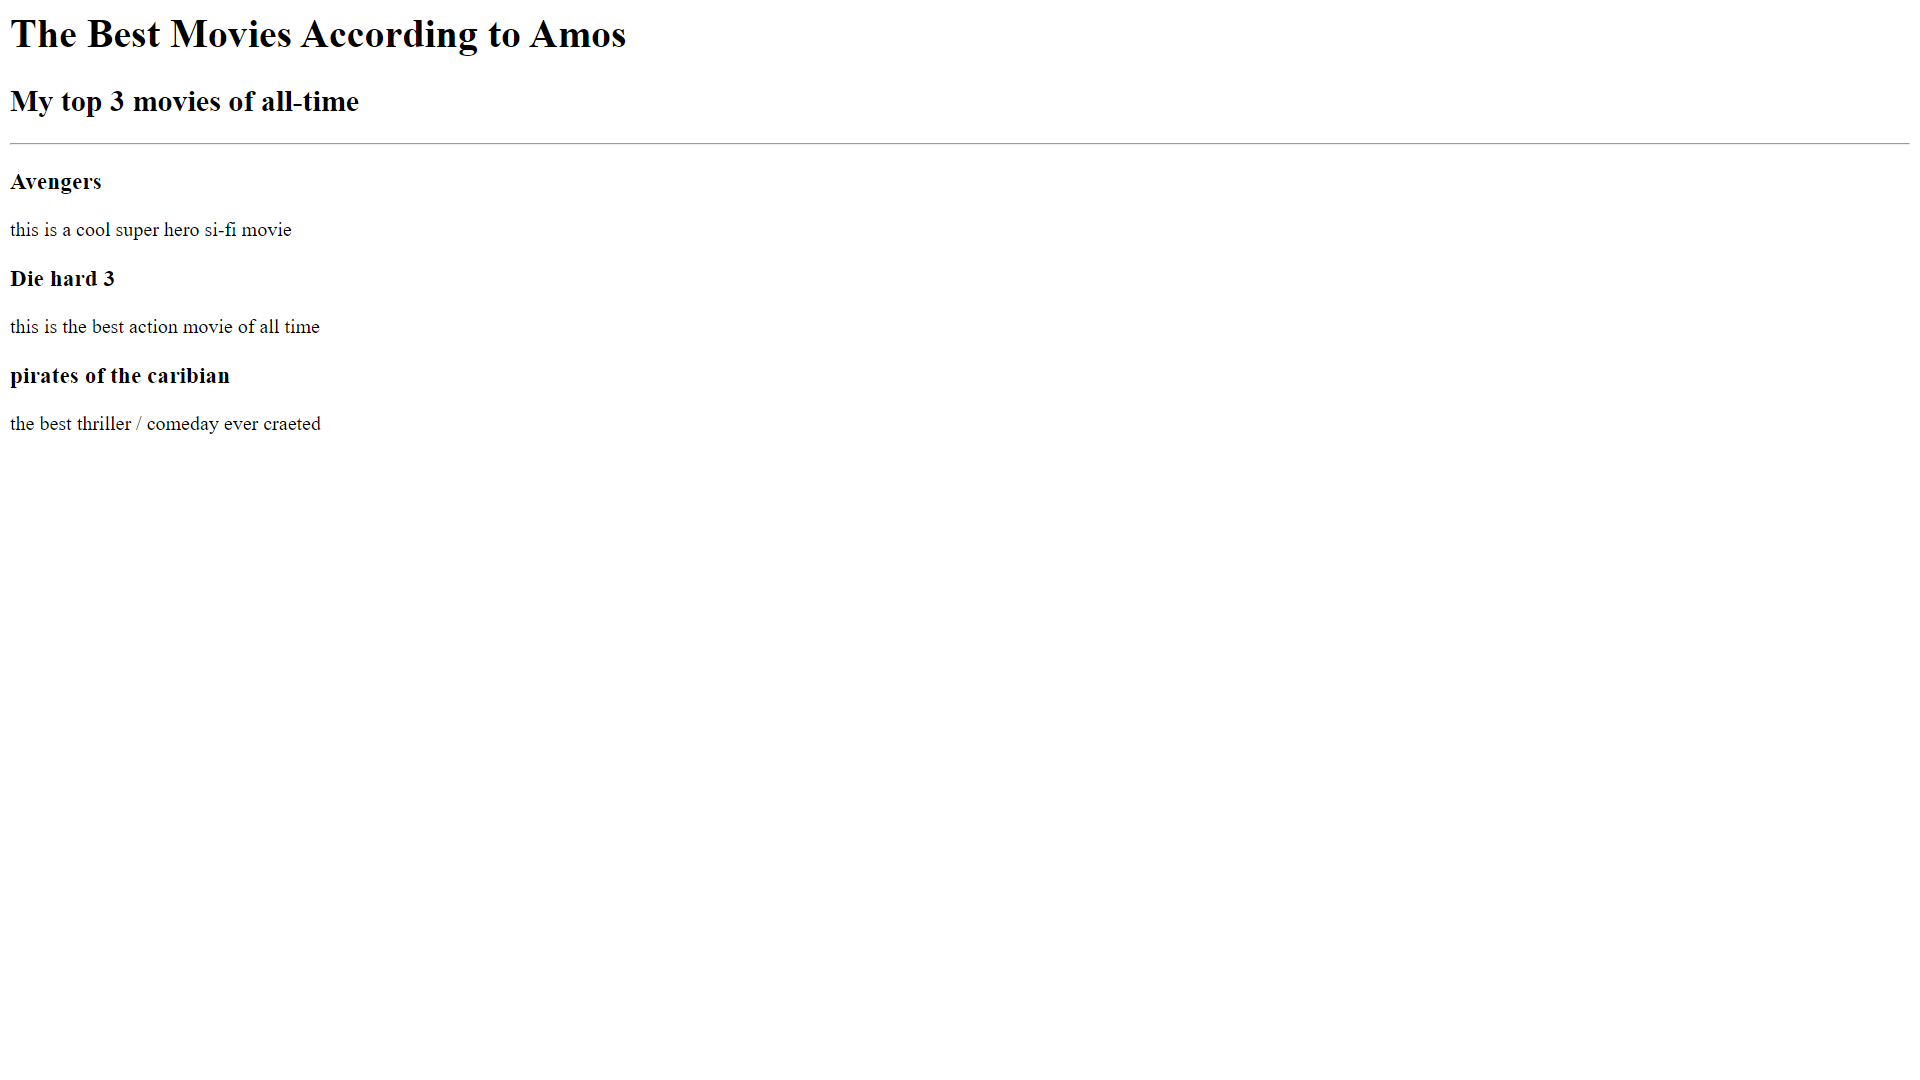 The Best Movies According to Amos
My top 3 movies of all-time
Avengers
this is a cool super hero si-fi movie
Die hard 3
this is the best action movie of all time
pirates of the caribian
the best thriller / comeday ever craeted